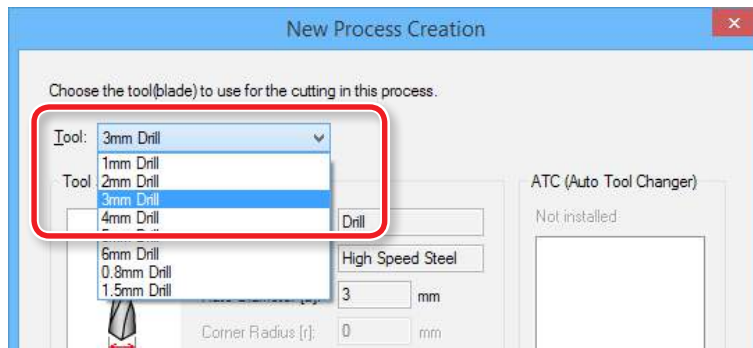 New Process Creation
Choose the tool(blade) to use for the cutting in this process.
Tool: 3mm Drill
1mm Drill
Tool 2mm Drill
ATC (Auto Tool Changer)
3mm Drill
4mm Drill
Drill
Not installed
6mm Drill
High Speed Steel
0.8mm Drill
1.5mm Drill
3 mm
Corner Radius [r]: 0 mm